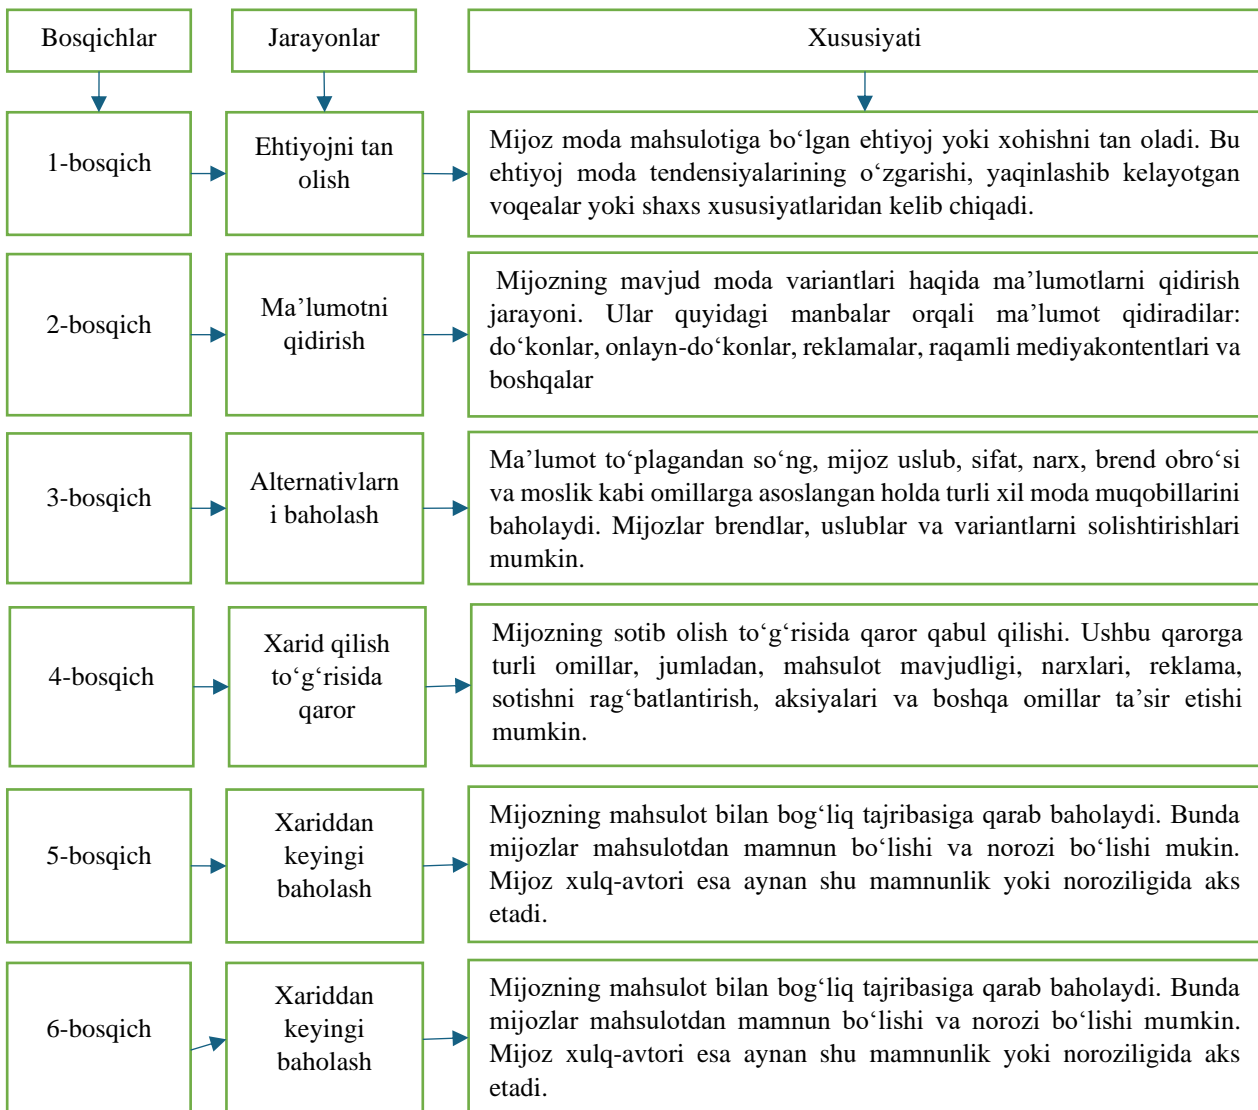 Bosqichlar
Jarayonlar
Xususiyati
1-bosqich
Ehtiyojni tan
olish
Mijoz moda mahsulotiga bo‘lgan ehtiyoj yoki xohishni tan oladi. Bu
ehtiyoj moda tendensiyalarining o‘zgarishi, yaqinlashib kelayotgan
voqealar yoki shaxs xususiyatlaridan kelib chiqadi.
2-bosqich
Ma’lumotni
qidirish
Mijozning mavjud moda variantlari haqida ma’lumotlarni qidirish
jarayoni. Ular quyidagi manbalar orqali ma’lumot qidiradilar:
do‘konlar, onlayn-do‘konlar, reklamalar, raqamli mediyakontentlari va
boshqalar
3-bosqich
Alternativlarn
i baholash
Ma’lumot to‘plagandan so‘ng, mijoz uslub, sifat, narx, brend obro‘si
va moslik kabi omillarga asoslangan holda turli xil moda muqobillarini
baholaydi. Mijozlar brendlar, uslublar va variantlarni solishtirishlari
mumkin.
4-bosqich
Xarid qilish
to‘g‘risida
qaror
Mijozning sotib olish to‘g‘risida qaror qabul qilishi. Ushbu qarorga
turli omillar, jumladan, mahsulot mavjudligi, narxlari, reklama,
sotishni rag‘batlantirish, aksiyalari va boshqa omillar ta’sir etishi
mumkin.
5-bosqich
Xariddan
keyingi
baholash
Mijozning mahsulot bilan bog‘liq tajribasiga qarab baholaydi. Bunda
mijozlar mahsulotdan mamnun bo‘lishi va norozi bo‘lishi mukin.
Mijoz xulq-avtori esa aynan shu mamnunlik yoki noroziligida aks
etadi.
6-bosqich
Xariddan
keyingi
baholash
Mijozning mahsulot bilan bog‘liq tajribasiga qarab baholaydi. Bunda
mijozlar mahsulotdan mamnun bo‘lishi va norozi bo‘lishi mumkin.
Mijoz xulq-avtori esa aynan shu mamnunlik yoki noroziligida aks
etadi.